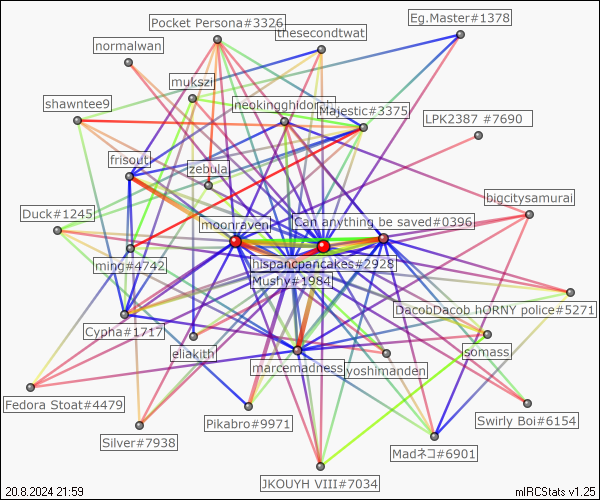 Pocket Persona#3326
Eg.Master#1378
thesecondtwat
normalwan
mukszi
shawntee9
Majestic#3375
LPK2387 #7690
frisout
zebula
bigcitysamurai
Duck#1245
moonraven
Can anything be saved#0396
ming#4742
hispancpancakes#2928
Mushy#1984
DacobDacob hORNY police#5271
Cypha#1717
eliakith
somass
marcemadness
yoshimanden
Fedora Stoat#4479
Pikabro#9971
Swirly Boi#6154
Silver#7938
Madネコ#6901
JKOUYH VIII#7034
20.8.2024 21:59
mIRCStats v1.25